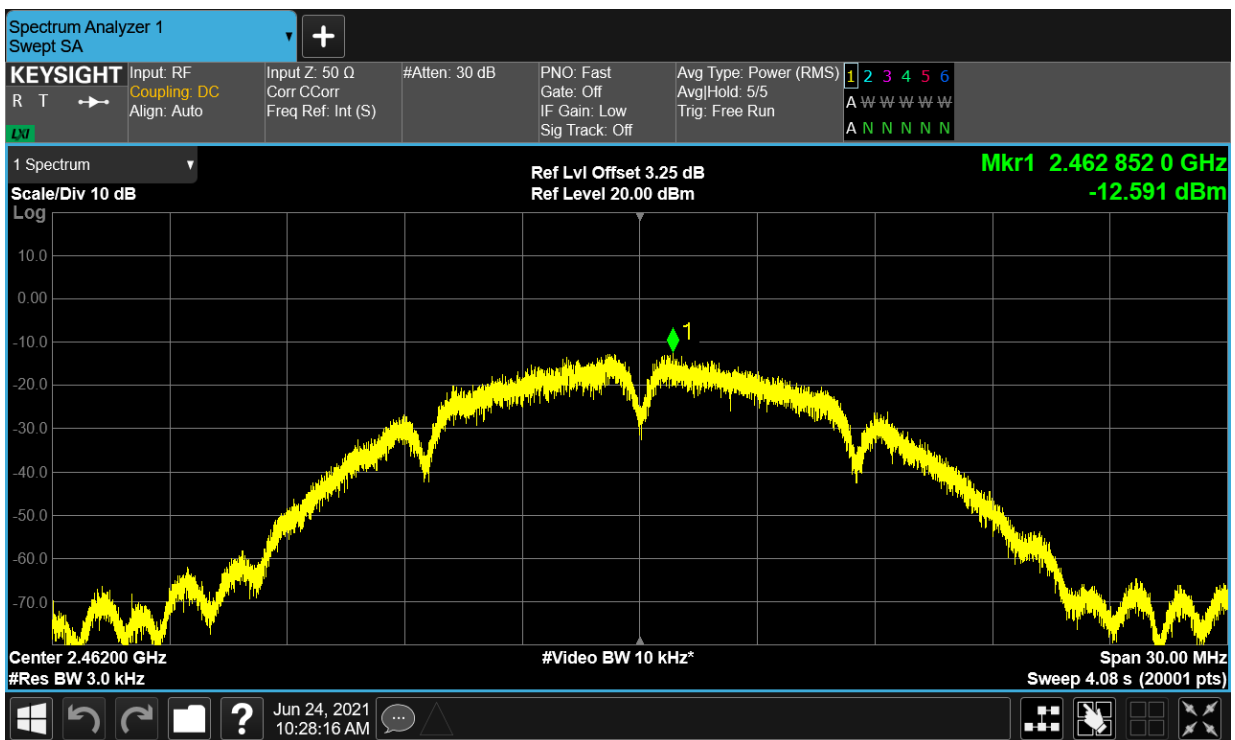 Spectrum Analyzer 1
Swept SA
KEYSIGHT
R T
LXI
Input: RF
Coupling: DC
Align: Auto
Input Z: 50 Ω
Corr CCorr
Freq Ref: Int (S)
#Atten: 30 dB
PNO: Fast
Gate: Off
IF Gain: Low
Sig Track: Off
Avg Type: Power (RMS)
Avg|Hold: 5/5
Trig: Free Run
1 2 3 4 5 6
A W W W W W
A N N N N N
1 Spectrum
Scale/Div 10 dB
Log
Ref Lvl Offset 3.25 dB
Ref Level 20.00 dBm
Mkr1 2.462 852 0 GHz
-12.591 dBm
10.0
0.00
-10.0
-20.0
-30.0
-40.0
-50.0
-60.0
-70.0
1
Center 2.46200 GHz
#Res BW 3.0 kHz
#Video BW 10 kHz*
Span 30.00 MHz
Sweep 4.08 s (20001 pts)
?
Jun 24, 2021
10:28:16 AM